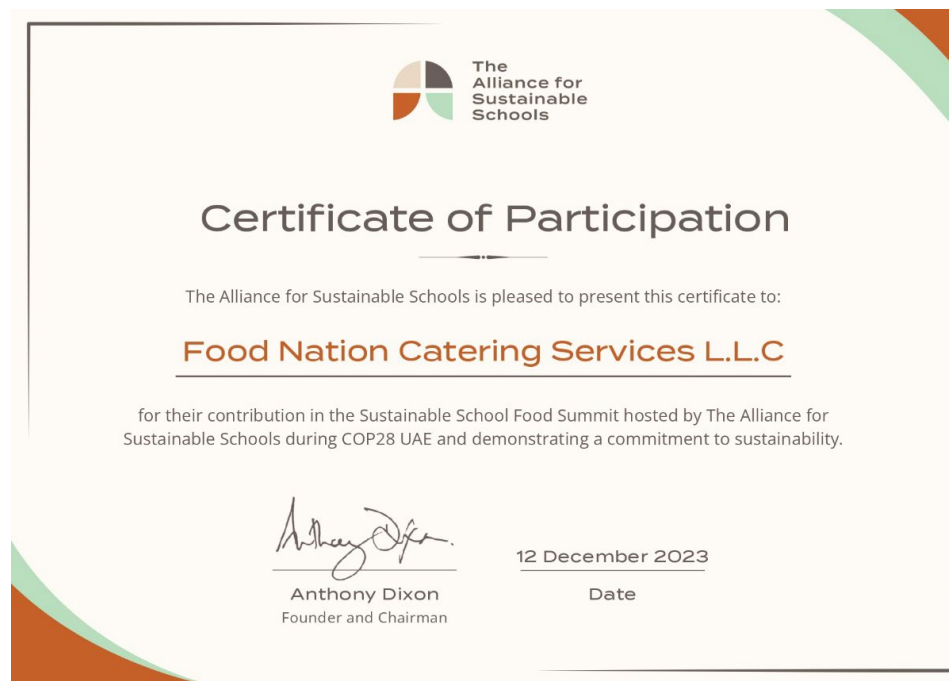 The
Alliance for
Sustainable
Schools
Certificate of Participation
The Alliance for Sustainable Schools is pleased to present this certificate to:
Food Nation Catering Services L.L.C
for their contribution in the Sustainable School Food Summit hosted by The Alliance for
Sustainable Schools during COP28 UAE and demonstrating a commitment to sustainability.
Anthony Dixon.
12 December 2023
Anthony Dixon
Date
Founder and Chairman